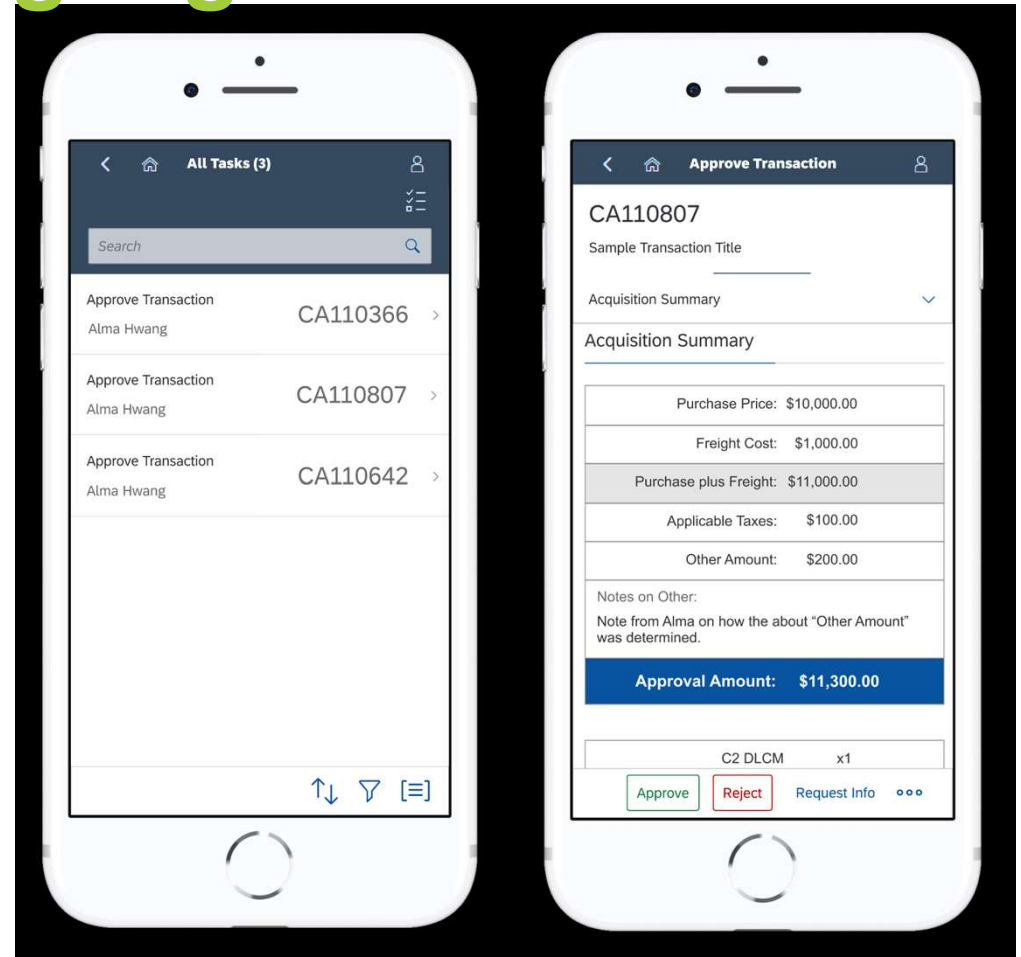 All Tasks (3)
Search
Approve Transaction
Alma Hwang
CA110366
Approve Transaction
Alma Hwang
CA110807
Approve Transaction
Alma Hwang
CA110642
Approve Transaction
CA110807
Sample Transaction Title
Acquisition Summary
Acquisition Summary
Purchase Price: $10,000.00
Freight Cost: $1,000.00
Purchase plus Freight: $11,000.00
Applicable Taxes: $100.00
Other Amount: $200.00
Notes on Other:
Note from Alma on how the about “Other Amount”
was determined.
Approval Amount: $11,300.00
C2 DLCM x1
Approve Reject Request Info